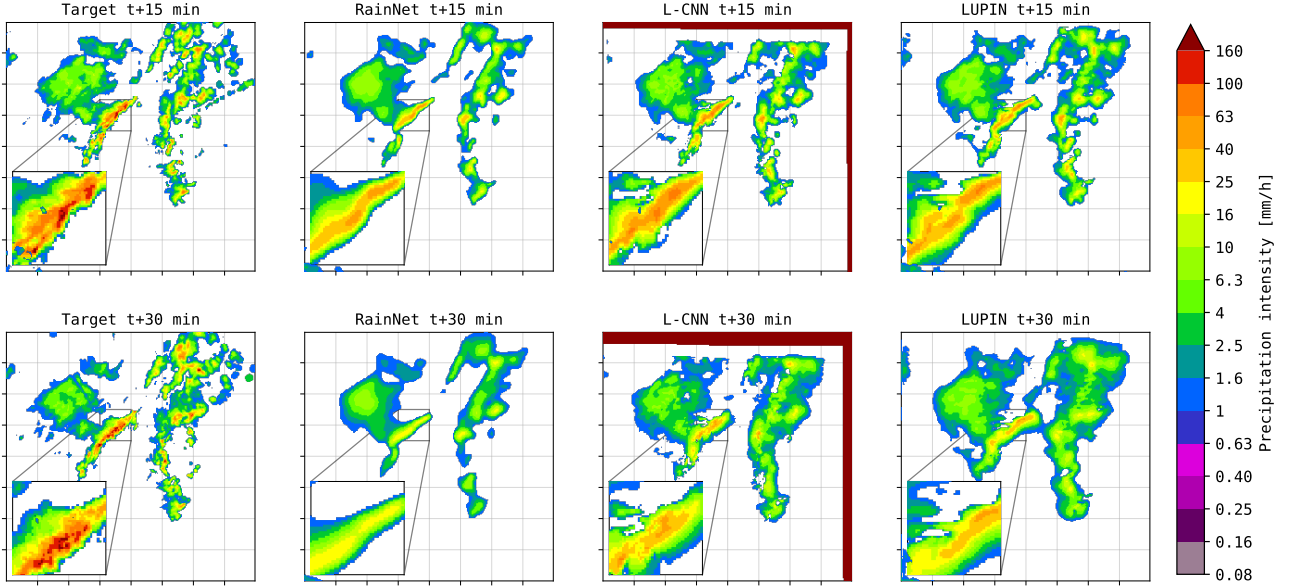 Target t+15 min
RainNet t+15 min
L-CNN t+15 min
LUPIN t+15 min
Target t+30 min
RainNet t+30 min
L-CNN t+30 min
LUPIN t+30 min
160
100
63
40
25
16
10
6.3
4
2.5
1.6
1
0.63
0.40
0.25
0.16
0.08
Precipitation intensity [mm/h]